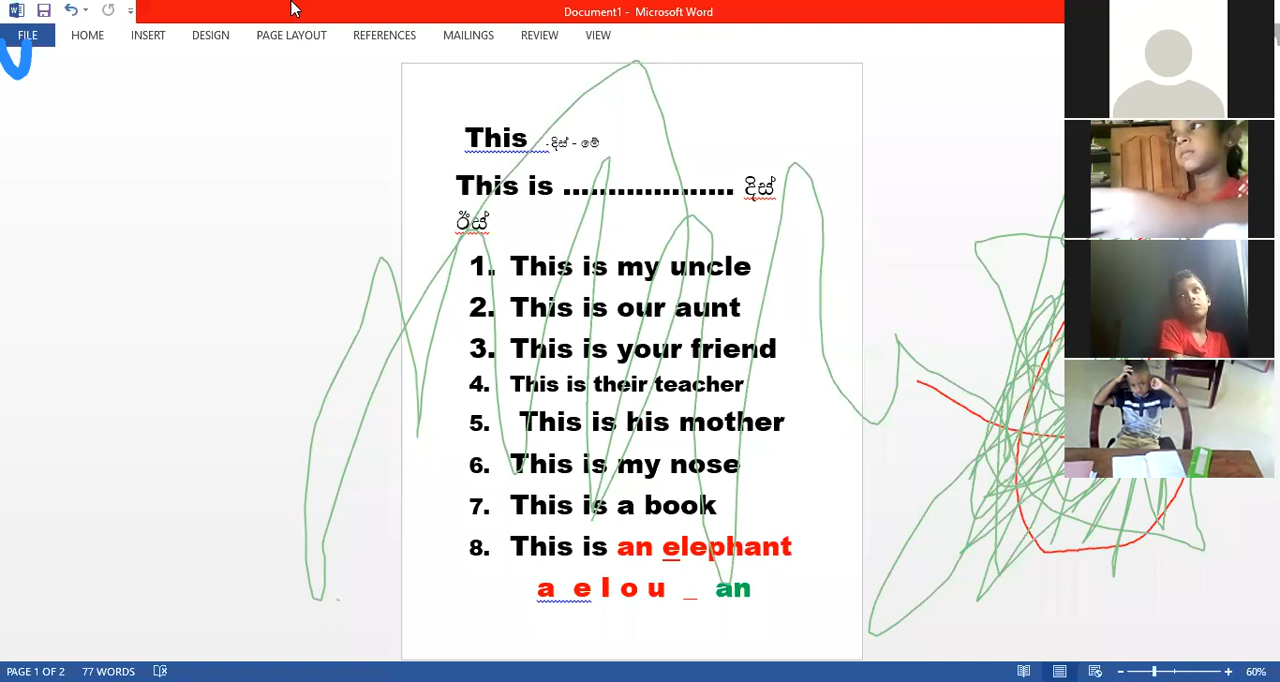 Document1 - Microsoft Word
FILE HOME INSERT DESIGN PAGE LAYOUT REFERENCES MAILINGS REVIEW VIEW
This - දිස් - මේ
This is ................... දිස්
ඊස්
1. This is my uncle
2. This is our aunt
3. This is your friend
4. This is their teacher
5. This is his mother
6. This is my nose
7. This is a book
8. This is an elephant
a e I o u _ an
PAGE 1 OF 2 77 WORDS 60%